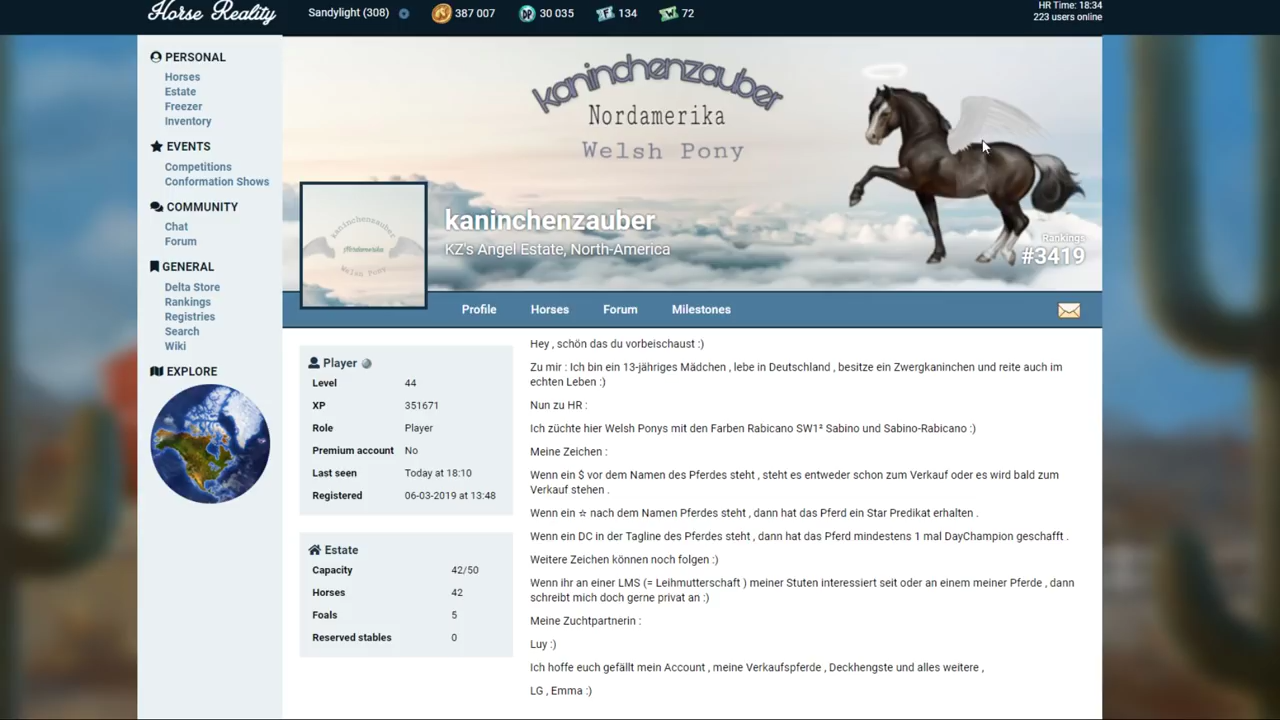 Horse Reality
Sandylight (308)
387 007
DP
30 035
134
72
HR Time: 18:34
223 users online
PERSONAL
Horses
Estate
Freezer
Inventory
EVENTS
Competitions
Conformation Shows
COMMUNITY
Chat
Forum
GENERAL
Delta Store
Rankings
Registries
Search
Wiki
EXPLORE
kaninchenzauber
Nordamerika
Welsh Pony
kaninchenzauber
Nordamerika
Welsh Pony
kaninchenzauber
KZ's Angel Estate, North-America
Rankings
#3419
Profile
Horses
Forum
Milestones
Player
Level 44
XP 351671
Role Player
Premium account No
Last seen Today at 18:10
Registered 06-03-2019 at 13:48
Estate
Capacity 42/50
Horses 42
Foals 5
Reserved stables 0
Hey , schön das du vorbeischaust :)
Zu mir : Ich bin ein 13-jähriges Mädchen , lebe in Deutschland , besitze ein Zwergkaninchen und reite auch im
echten Leben :)
Nun zu HR :
Ich züchte hier Welsh Ponys mit den Farben Rabicano SW1² Sabino und Sabino-Rabicano :)
Meine Zeichen :
Wenn ein $ vor dem Namen des Pferdes steht , steht es entweder schon zum Verkauf oder es wird bald zum
Verkauf stehen .
Wenn ein ☆ nach dem Namen Pferdes steht , dann hat das Pferd ein Star Predikat erhalten .
Wenn ein DC in der Tagline des Pferdes steht , dann hat das Pferd mindestens 1 mal DayChampion geschafft .
Weitere Zeichen können noch folgen :)
Wenn ihr an einer LMS (= Leihmutterschaft ) meiner Stuten interessiert seit oder an einem meiner Pferde , dann
schreibt mich doch gerne privat an :)
Meine Zuchtpartnerin :
Luy :)
Ich hoffe euch gefällt mein Account , meine Verkaufspferde , Deckhengste und alles weitere ,
LG , Emma :)